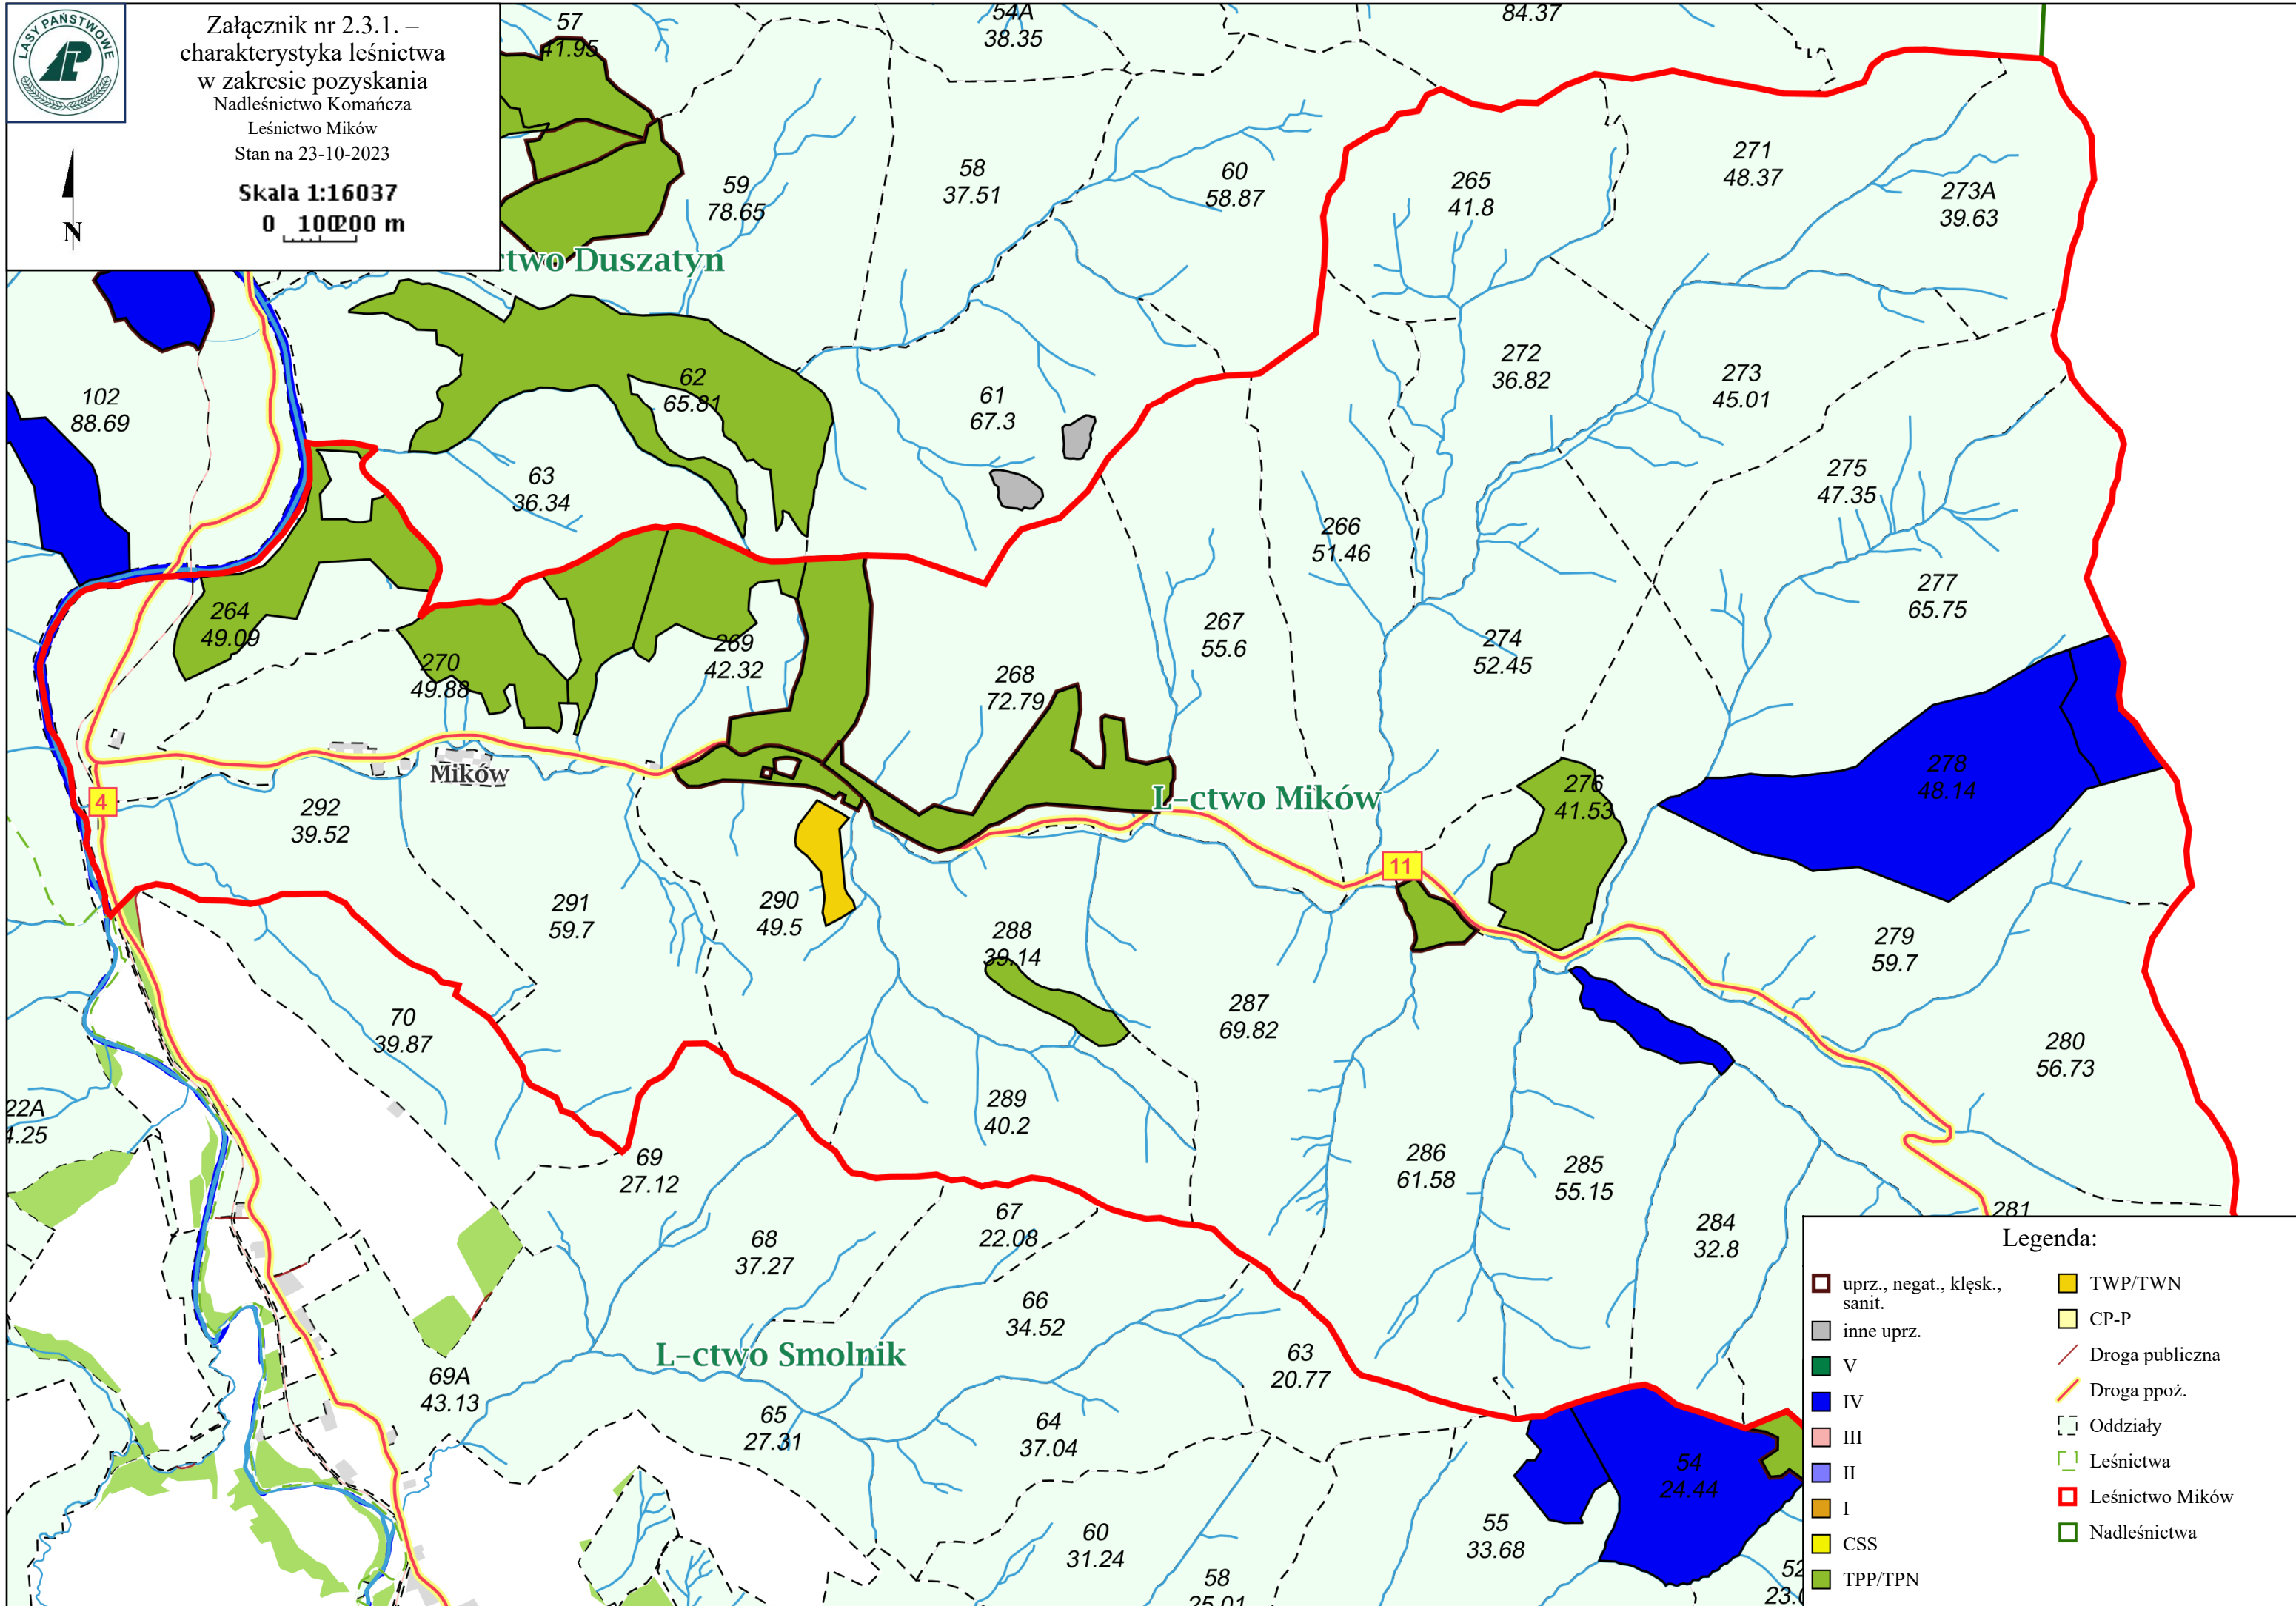 LASY PAŃSTWOWE
Załącznik nr 2.3.1. –
charakterystyka leśnictwa
w zakresie pozyskania
Nadleśnictwo Komańcza
Leśnictwo Mików
Stan na 23-10-2023
Skala 1:16037
0 100 200 m
N
57
41.95
54A
38.35
84.37
59
78.65
58
37.51
60
58.87
265
41.8
271
48.37
273A
39.63
ctwo Duszatyn
102
88.69
62
65.81
61
67.3
272
36.82
273
45.01
63
36.34
266
51.46
275
47.35
264
49.09
270
49.88
269
42.32
268
72.79
267
55.6
274
52.45
277
65.75
Mików
L-ctwo Mików
276
41.53
278
48.14
4
292
39.52
11
291
59.7
290
49.5
288
39.14
279
59.7
70
39.87
287
69.82
280
56.73
22A
4.25
289
40.2
69
27.12
286
61.58
285
55.15
284
32.8
281
68
37.27
67
22.08
66
34.52
L-ctwo Smolnik
63
20.77
69A
43.13
65
27.31
64
37.04
54
24.44
60
31.24
55
33.68
58
25.01
52
23.
Legenda:
uprz., negat., klęsk.,
sanit.
inne uprz.
V
IV
III
II
I
CSS
TPP/TPN
TWP/TWN
CP-P
Droga publiczna
Droga ppoż.
Oddziały
Leśnictwa
Leśnictwo Mików
Nadleśnictwa